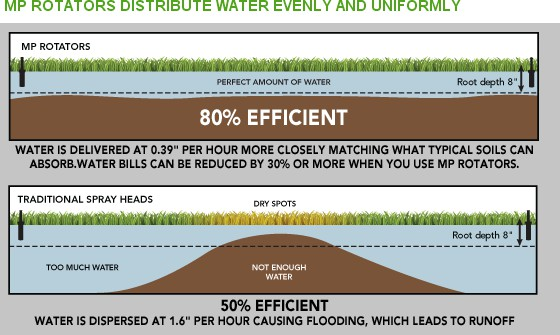 MP ROTATORS DISTRIBUTE WATER EVENLY AND UNIFORMLY
MP ROTATORS
PERFECT AMOUNT OF WATER
Root depth 8"
80% EFFICIENT
WATER IS DELIVERED AT 0.39" PER HOUR MORE CLOSELY MATCHING WHAT TYPICAL SOILS CAN
ABSORB.WATER BILLS CAN BE REDUCED BY 30% OR MORE WHEN YOU USE MP ROTATORS.
TRADITIONAL SPRAY HEADS
DRY SPOTS
Root depth 8"
TOO MUCH WATER
NOT ENOUGH
WATER
50% EFFICIENT
WATER IS DISPERSED AT 1.6" PER HOUR CAUSING FLOODING, WHICH LEADS TO RUNOFF